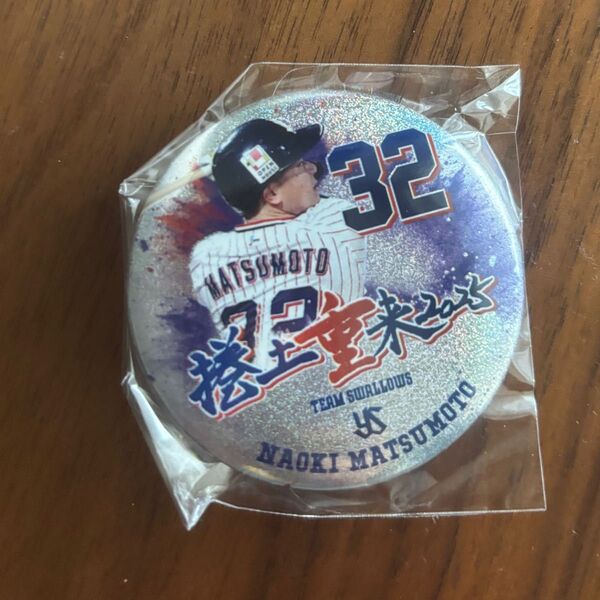 32
MATSUMOTO
32
捲土重来2025
TEAM SWALLOWS
YS
NAOKI MATSUMOTO